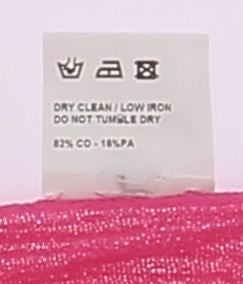 DRY CLEAN / LOW IRON
DO NOT TUMBLE DRY
82% CO - 18%PA